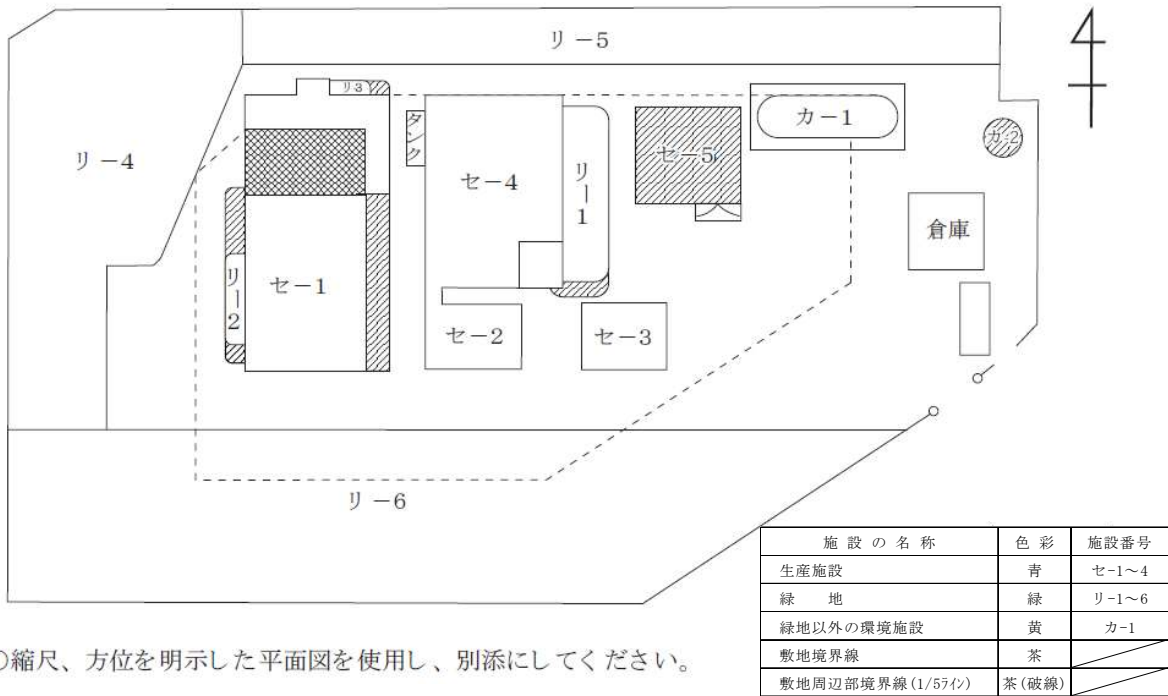 リ－5
リ-3
カ－1
カ-2
タンク
リ－4
セ－4
リ－1
セ－5
倉庫
リ－2
セ－1
セ－2
セ－3
リ－6
施設の名称 色彩 施設番号
生産施設 青 セ-1～4
緑 地 緑 リ-1～6
緑地以外の環境施設 黄 カ-1
敷地境界線 茶
敷地周辺部境界線(1/5ﾗｲﾝ) 茶(破線)
○縮尺、方位を明示した平面図を使用し、別添にしてください。